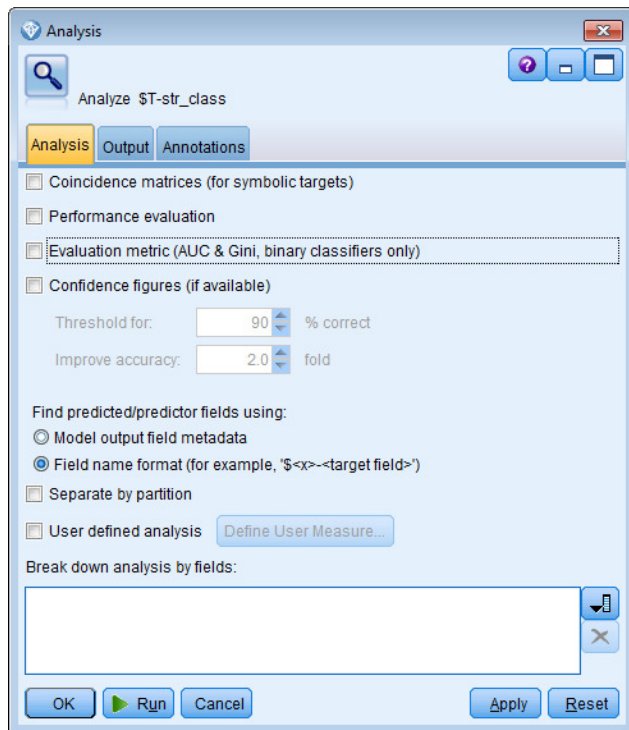 Analysis
Analyze $T-str_class
Analysis Output Annotations
Coincidence matrices (for symbolic targets)
Performance evaluation
Evaluation metric (AUC & Gini, binary classifiers only)
Confidence figures (if available)
Threshold for: 90 % correct
Improve accuracy: 2.0 fold
Find predicted/predictor fields using:
Model output field metadata
Field name format (for example, '$<x>-<target field>')
Separate by partition
User defined analysis Define User Measure...
Break down analysis by fields:
OK Run Cancel Apply Reset